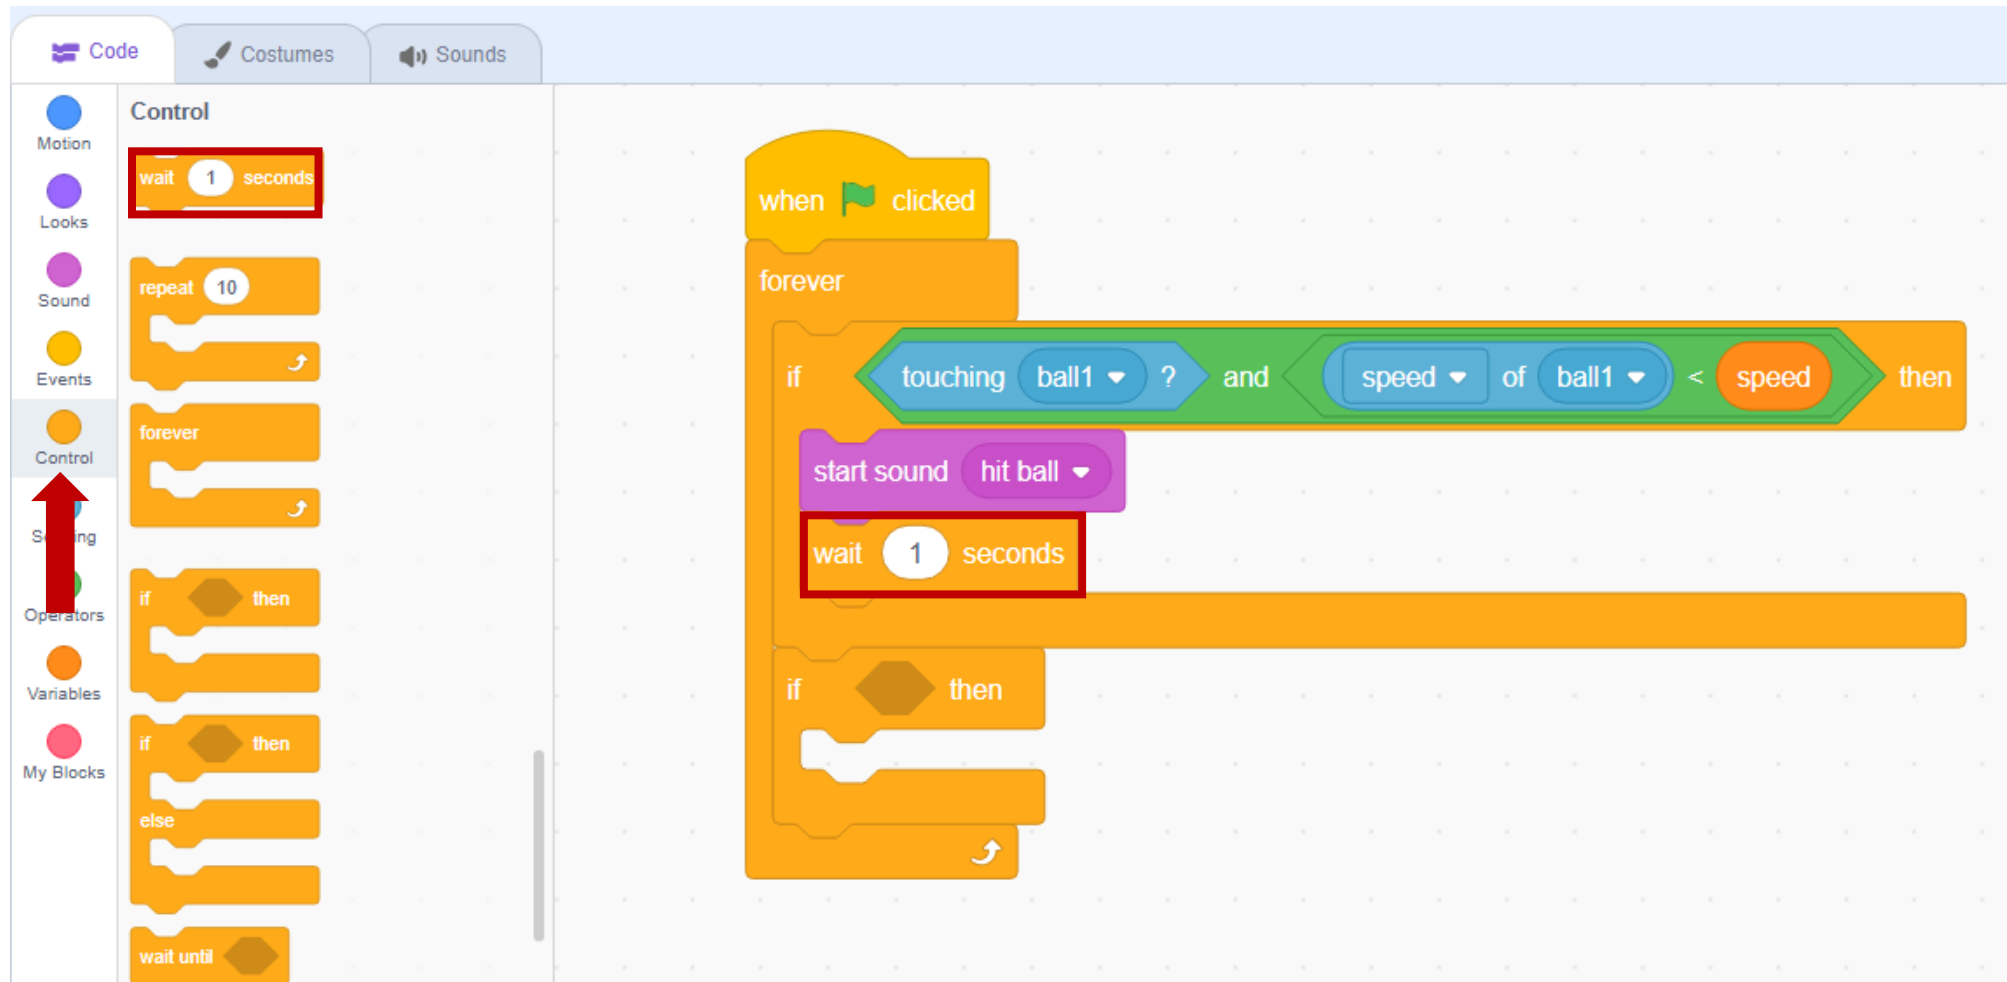 Code
Costumes
Sounds
Motion
Looks
Sound
Events
Control
Operators
Variables
My Blocks
Control
wait 1 seconds
repeat 10
forever
if then
if then
else
wait until
when clicked
forever
if touching ball1 ? and speed of ball1 < speed then
start sound hit ball
wait 1 seconds
if then